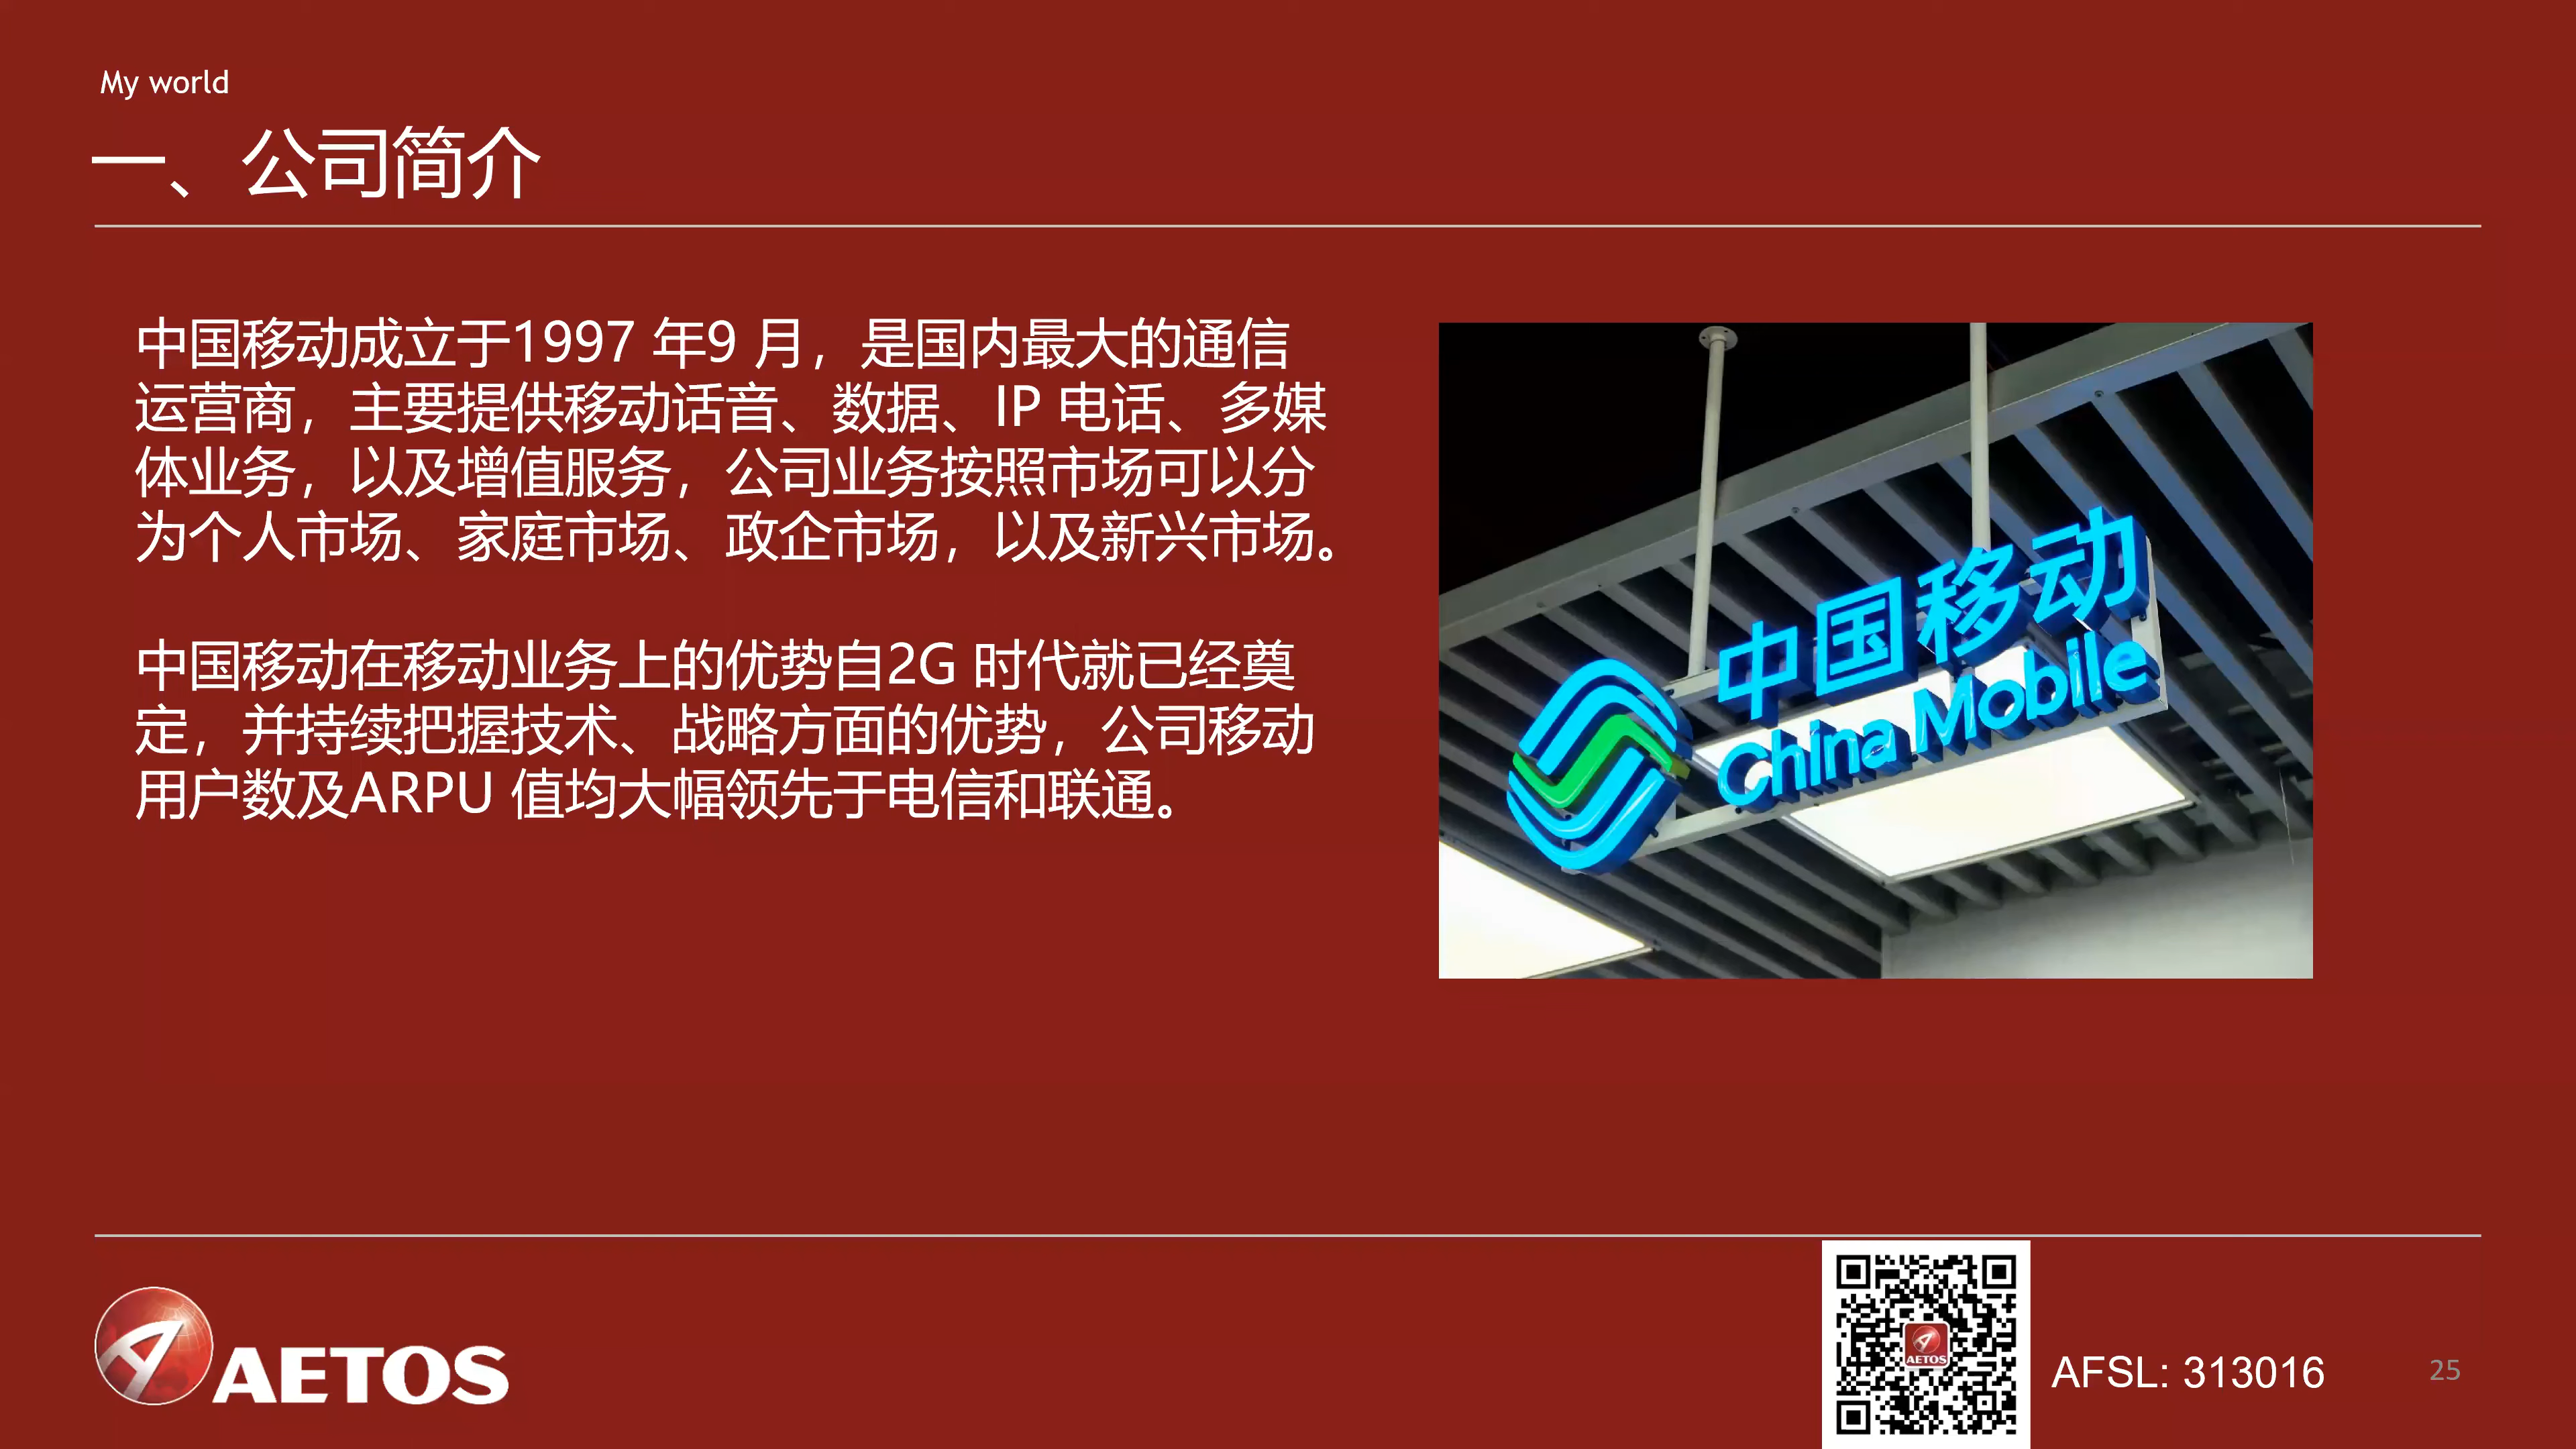 My world
一、公司简介
中国移动成立于1997 年9 月，是国内最大的通信
运营商，主要提供移动话音、数据、IP 电话、多媒
体业务，以及增值服务，公司业务按照市场可以分
为个人市场、家庭市场、政企市场，以及新兴市场。
中国移动在移动业务上的优势自2G 时代就已经奠
定，并持续把握技术、战略方面的优势，公司移动
用户数及ARPU 值均大幅领先于电信和联通。
中国移动
China Mobile
AETOS
AETOS
AFSL: 313016
25